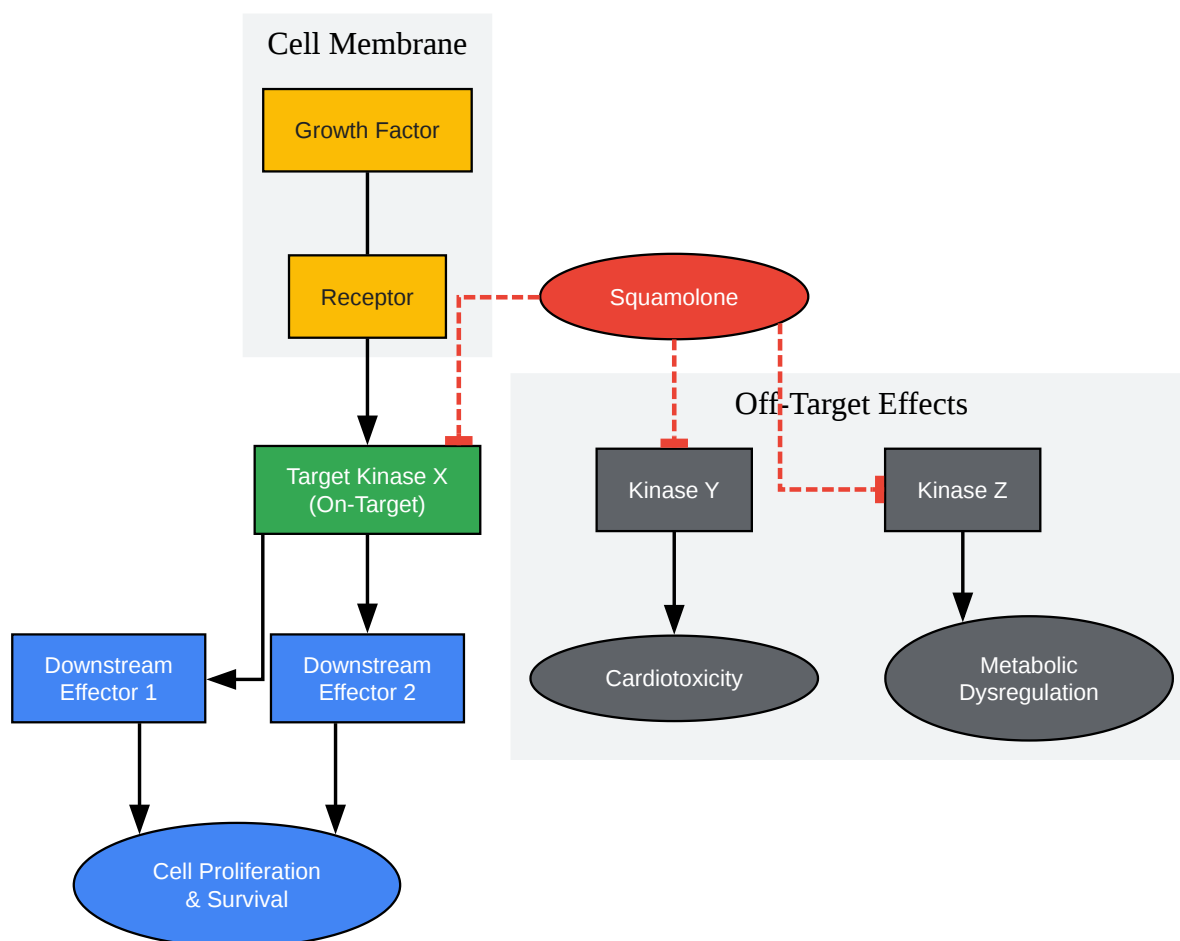 Cell Membrane
Growth Factor
Receptor
Squamolone
Off-Target Effects
Target Kinase X
(On-Target)
Kinase Y
Kinase Z
Downstream
Effector 1
Downstream
Effector 2
Cardiotoxicity
Metabolic
Dysregulation
Cell Proliferation
& Survival